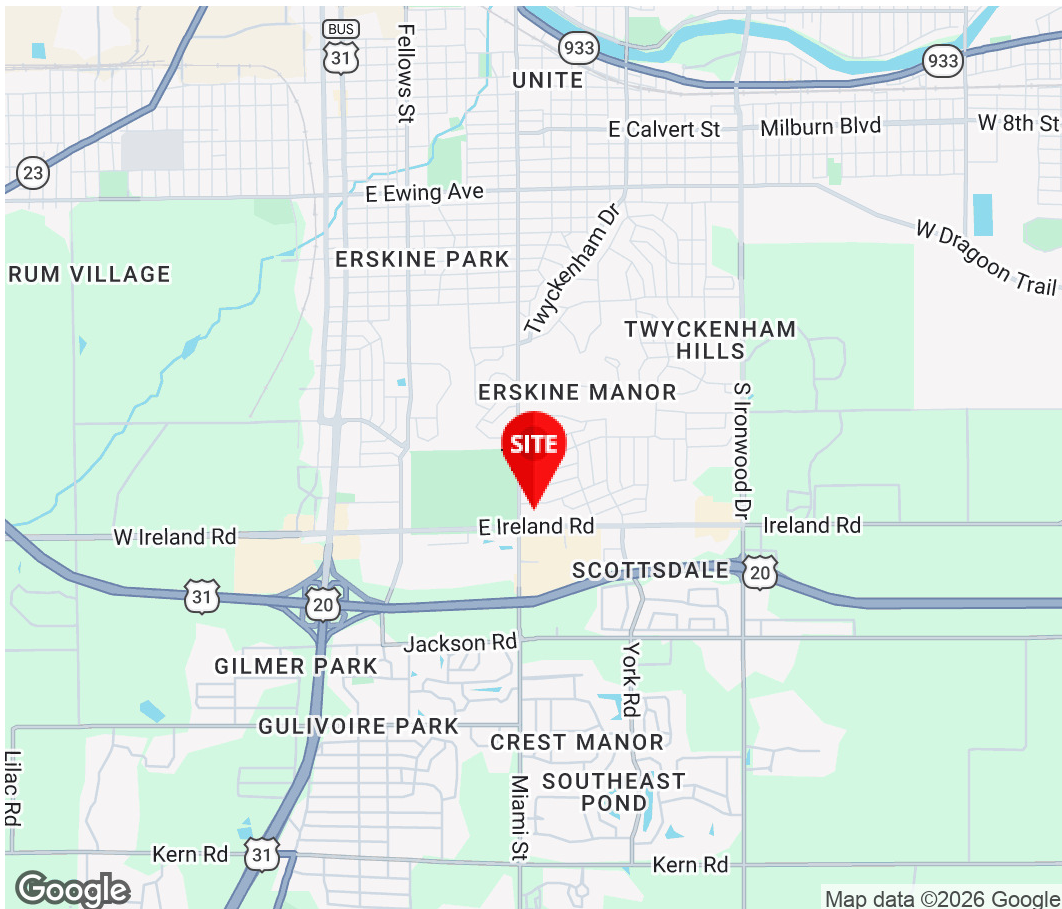 BUS
31
Fellows St
933
933
UNITE
E Calvert St
Milburn Blvd
W 8th St
23
E Ewing Ave
Twyckenham Dr
W Dragoon Trail
ERSKINE PARK
RUM VILLAGE
TWYCKENHAM
HILLS
ERSKINE MANOR
S Ironwood Dr
SITE
E Ireland Rd
Ireland Rd
W Ireland Rd
SCOTTSDALE
20
31
20
Jackson Rd
York Rd
GILMER PARK
GULIVOIRE PARK
CREST MANOR
Lilac Rd
Miami St
SOUTHEAST
POND
Kern Rd
31
Kern Rd
Google
Map data ©2026 Google